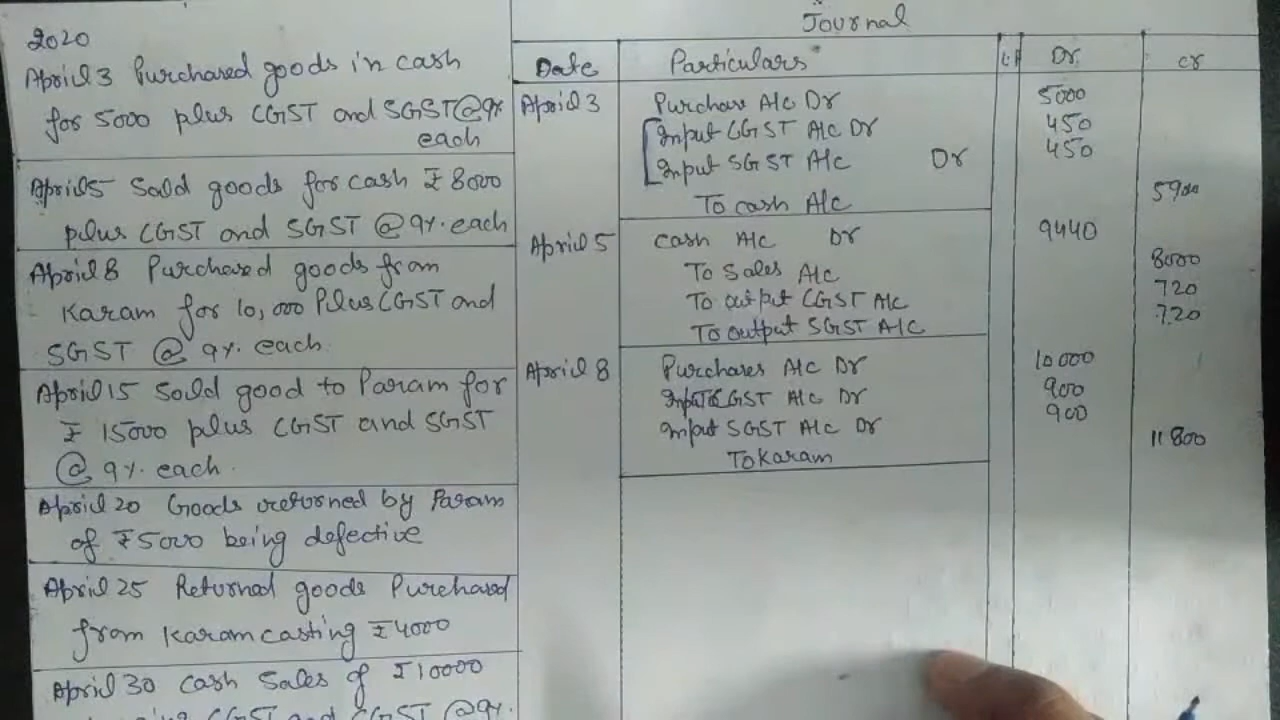 2020
April 3 Purchased goods in cash
for 5000 plus CGST and SGST@9%
each
April 5 Sold goods for cash ₹ 8000
plus CGST and SGST @ 9%. each
April 8 Purchased goods from
Karam for 10,000 Plus CGST and
SGST @ 9%. each.
April 15 Sold good to Param for
₹ 15000 plus CGST and SGST
@ 9%. each.
April 20 Goods returned by Param
of ₹5000 being defective
April 25 Returned goods Purchased
from Karam casting ₹4000
April 30 Cash Sales of ₹10000
CGST and SGST @9%.
Journal
Date Particulars LF Dr. cr
April 3 Purchase A/c Dr 5000
Input CGST A/c Dr 450
Input SGST A/c Dr 450
To cash A/c 5900
April 5 cash A/c Dr 9440
To Sales A/c 8000
To output CGST A/c 720
To output SGST A/c 720
April 8 Purchases A/c Dr 10000
Input CGST A/c Dr 900
Input SGST A/c Dr 900
To Karam 11800